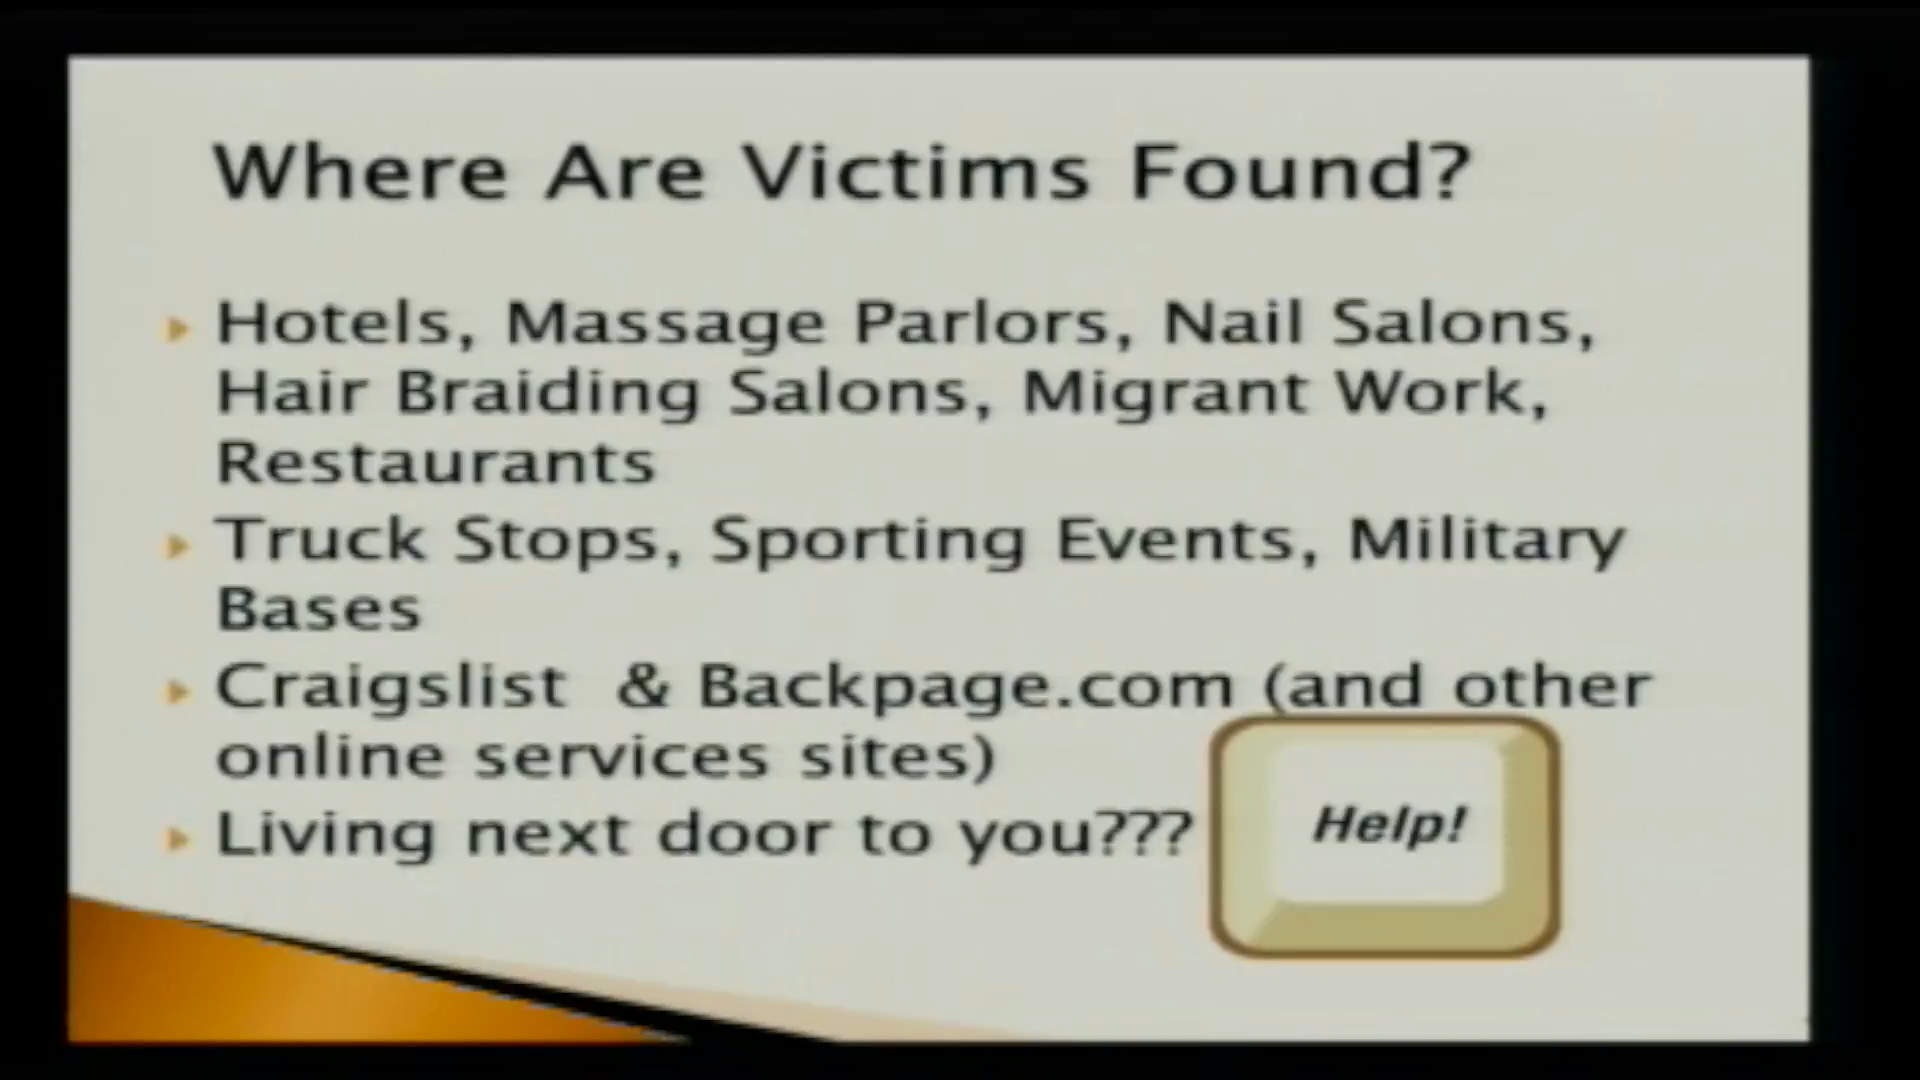 Where Are Victims Found?
Hotels, Massage Parlors, Nail Salons,
Hair Braiding Salons, Migrant Work,
Restaurants
Truck Stops, Sporting Events, Military
Bases
Craigslist & Backpage.com (and other
online services sites)
Living next door to you???
Help!